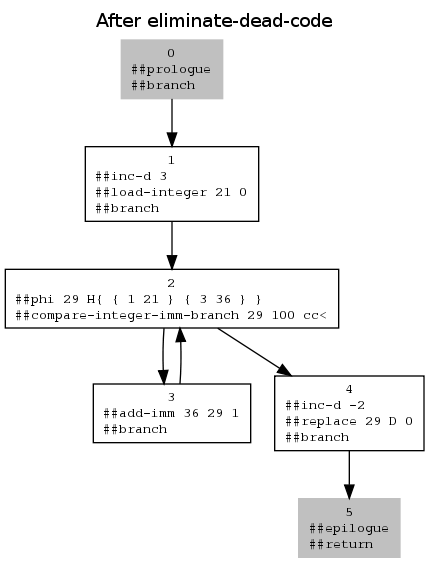 After eliminate-dead-code
0
##prologue
##branch
1
##inc-d 3
##load-integer 21 0
##branch
2
##phi 29 H{ { 1 21 } { 3 36 } }
##compare-integer-imm-branch 29 100 cc<
3
##add-imm 36 29 1
##branch
4
##inc-d -2
##replace 29 D 0
##branch
5
##epilogue
##return